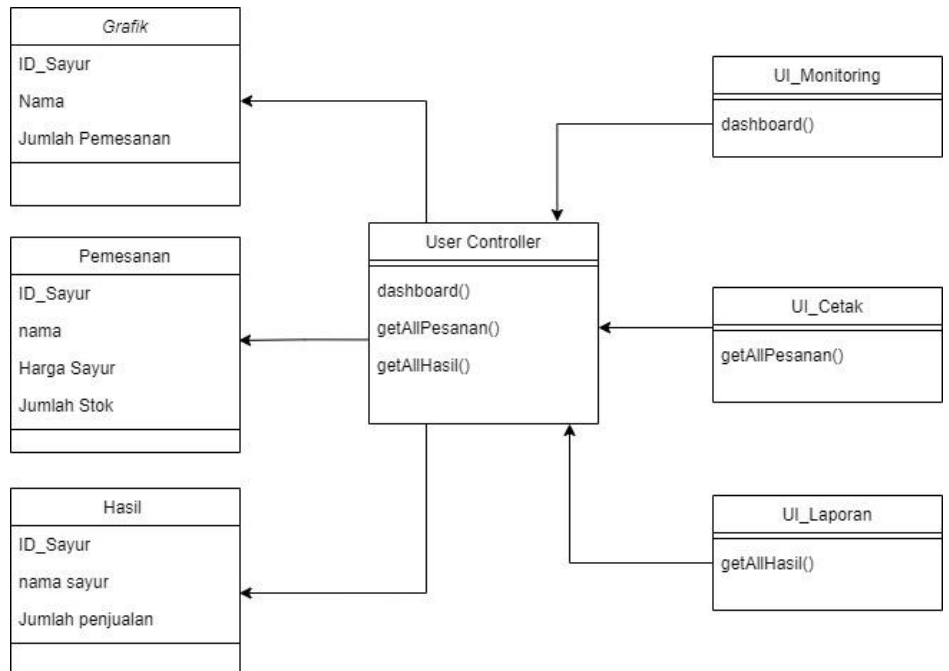 Grafik
ID_Sayur
Nama
Jumlah Pemesanan
Pemesanan
ID_Sayur
nama
Harga Sayur
Jumlah Stok
Hasil
ID_Sayur
nama sayur
Jumlah penjualan
User Controller
dashboard()
getAllPesanan()
getAllHasil()
UI_Monitoring
dashboard()
UI_Cetak
getAllPesanan()
UI_Laporan
getAllHasil()